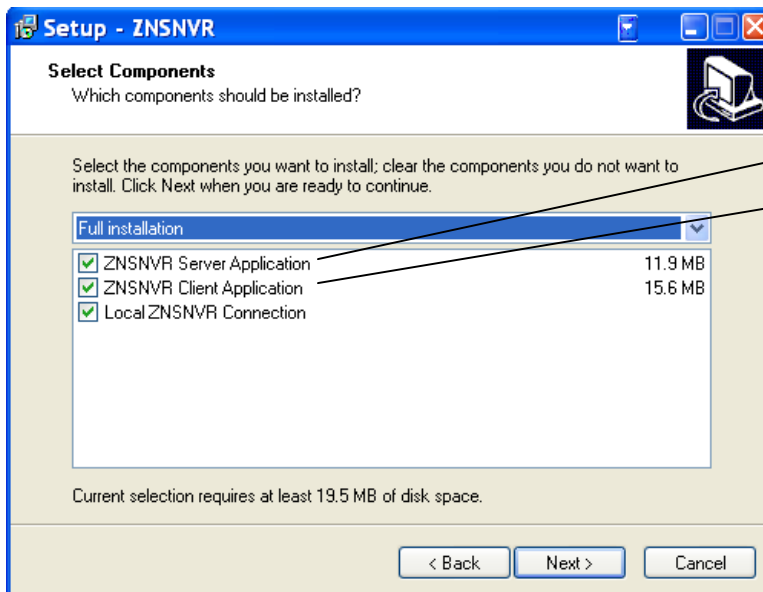 Setup - ZNSNVR
Select Components
Which components should be installed?
Select the components you want to install; clear the components you do not want to
install. Click Next when you are ready to continue.
Full installation
ZNSNVR Server Application 11.9 MB
ZNSNVR Client Application 15.6 MB
Local ZNSNVR Connection
Current selection requires at least 19.5 MB of disk space.
< Back Next > Cancel